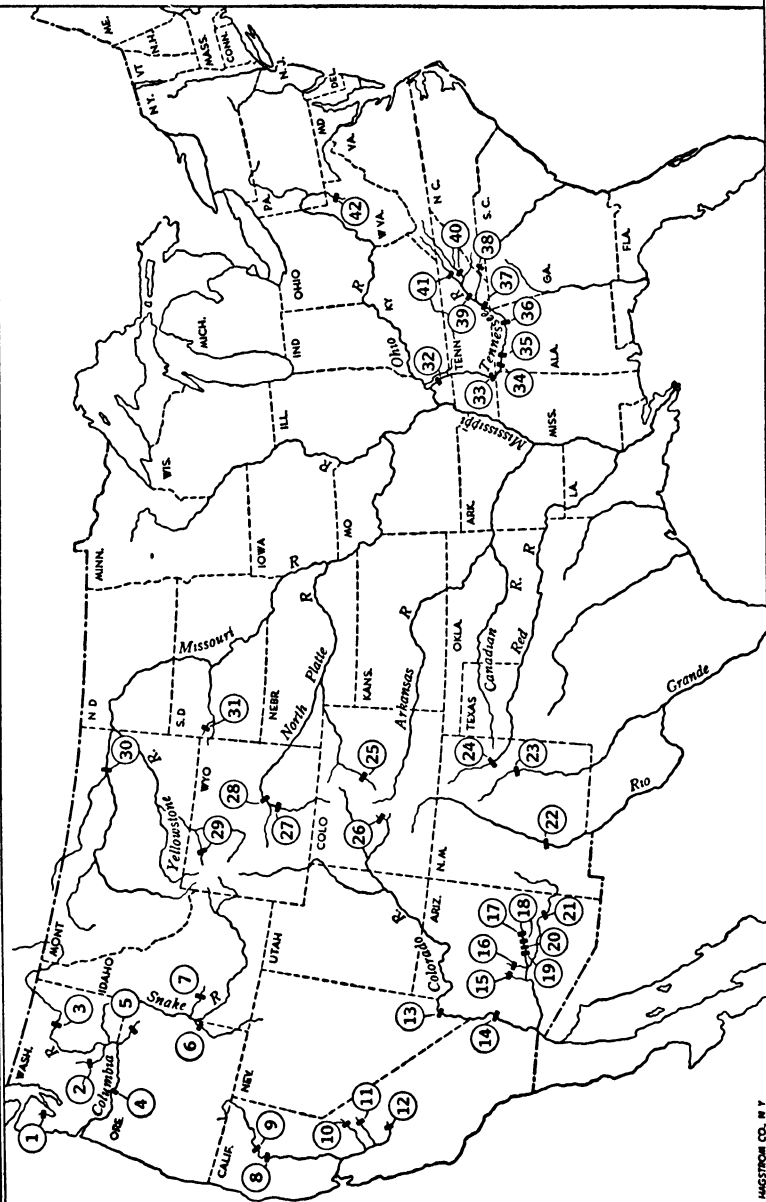 WASH.
MONT
N D
MINN.
ME.
VT
N.H.
N.Y.
MASS.
CONN.
IDAHO
Columbia
R
ORE.
Snake
R
Yellowstone
R.
Missouri
S.D
WIS.
MICH.
WYO
NEBR
IOWA
R
PA.
N.J.
CALIF.
NEV.
UTAH
COLO
North Platte
R
ILL.
IND
OHIO
MD
DEL.
Colorado
R.
KANS.
MO
R
Ohio
R
W VA.
VA.
ARIZ.
N.M.
Arkansas
R
KY
TEXAS
OKLA.
Canadian
R.
Red
R
ARK.
Mississippi
TENN
Tenness
R
N C.
S.C.
Rio
Grande
LA.
MISS.
ALA.
GA.
FLA.
1
2
3
4
5
6
7
8
9
10
11
12
13
14
15
16
17
18
19
20
21
22
23
24
25
26
27
28
29
30
31
32
33
34
35
36
37
38
39
40
41
42
HAGSTROM CO., N Y